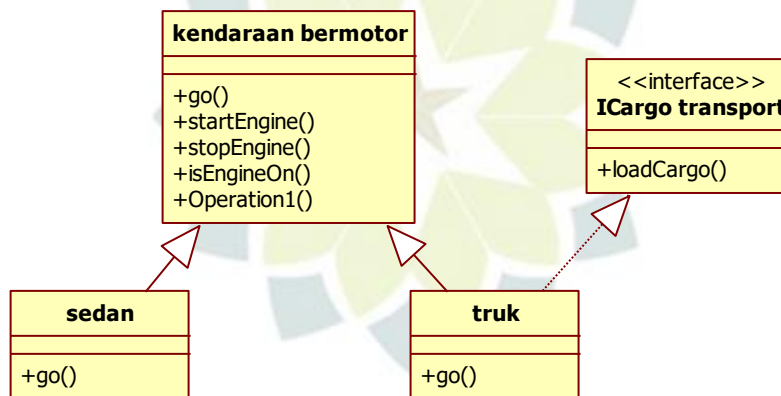 kendaraan bermotor
+go()
+startEngine()
+stopEngine()
+isEngineOn()
+Operation1()
<<interface>>
ICargo transport
+loadCargo()
sedan
+go()
truk
+go()